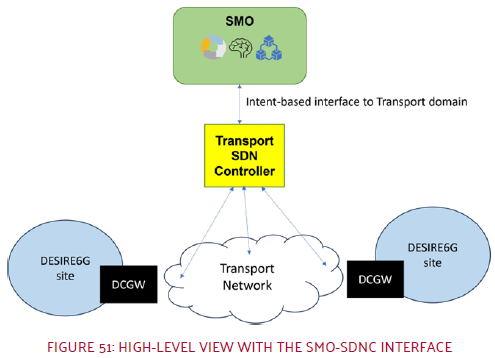 SMO
Intent-based interface to Transport domain
Transport
SDN
Controller
DESIRE6G
site
DCGW
Transport
Network
DCGW
DESIRE6G
site
FIGURE 51: HIGH-LEVEL VIEW WITH THE SMO-SDNC INTERFACE